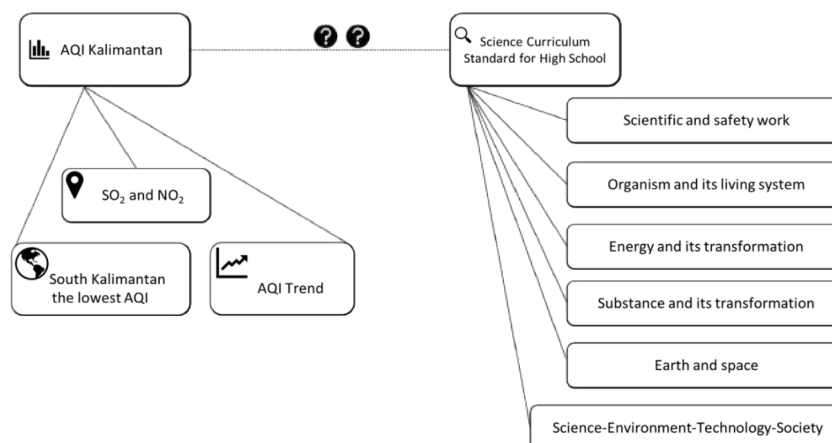 AQI Kalimantan
? ?
Science Curriculum
Standard for High School
SO₂ and NO₂
South Kalimantan
the lowest AQI
AQI Trend
Scientific and safety work
Organism and its living system
Energy and its transformation
Substance and its transformation
Earth and space
Science-Environment-Technology-Society